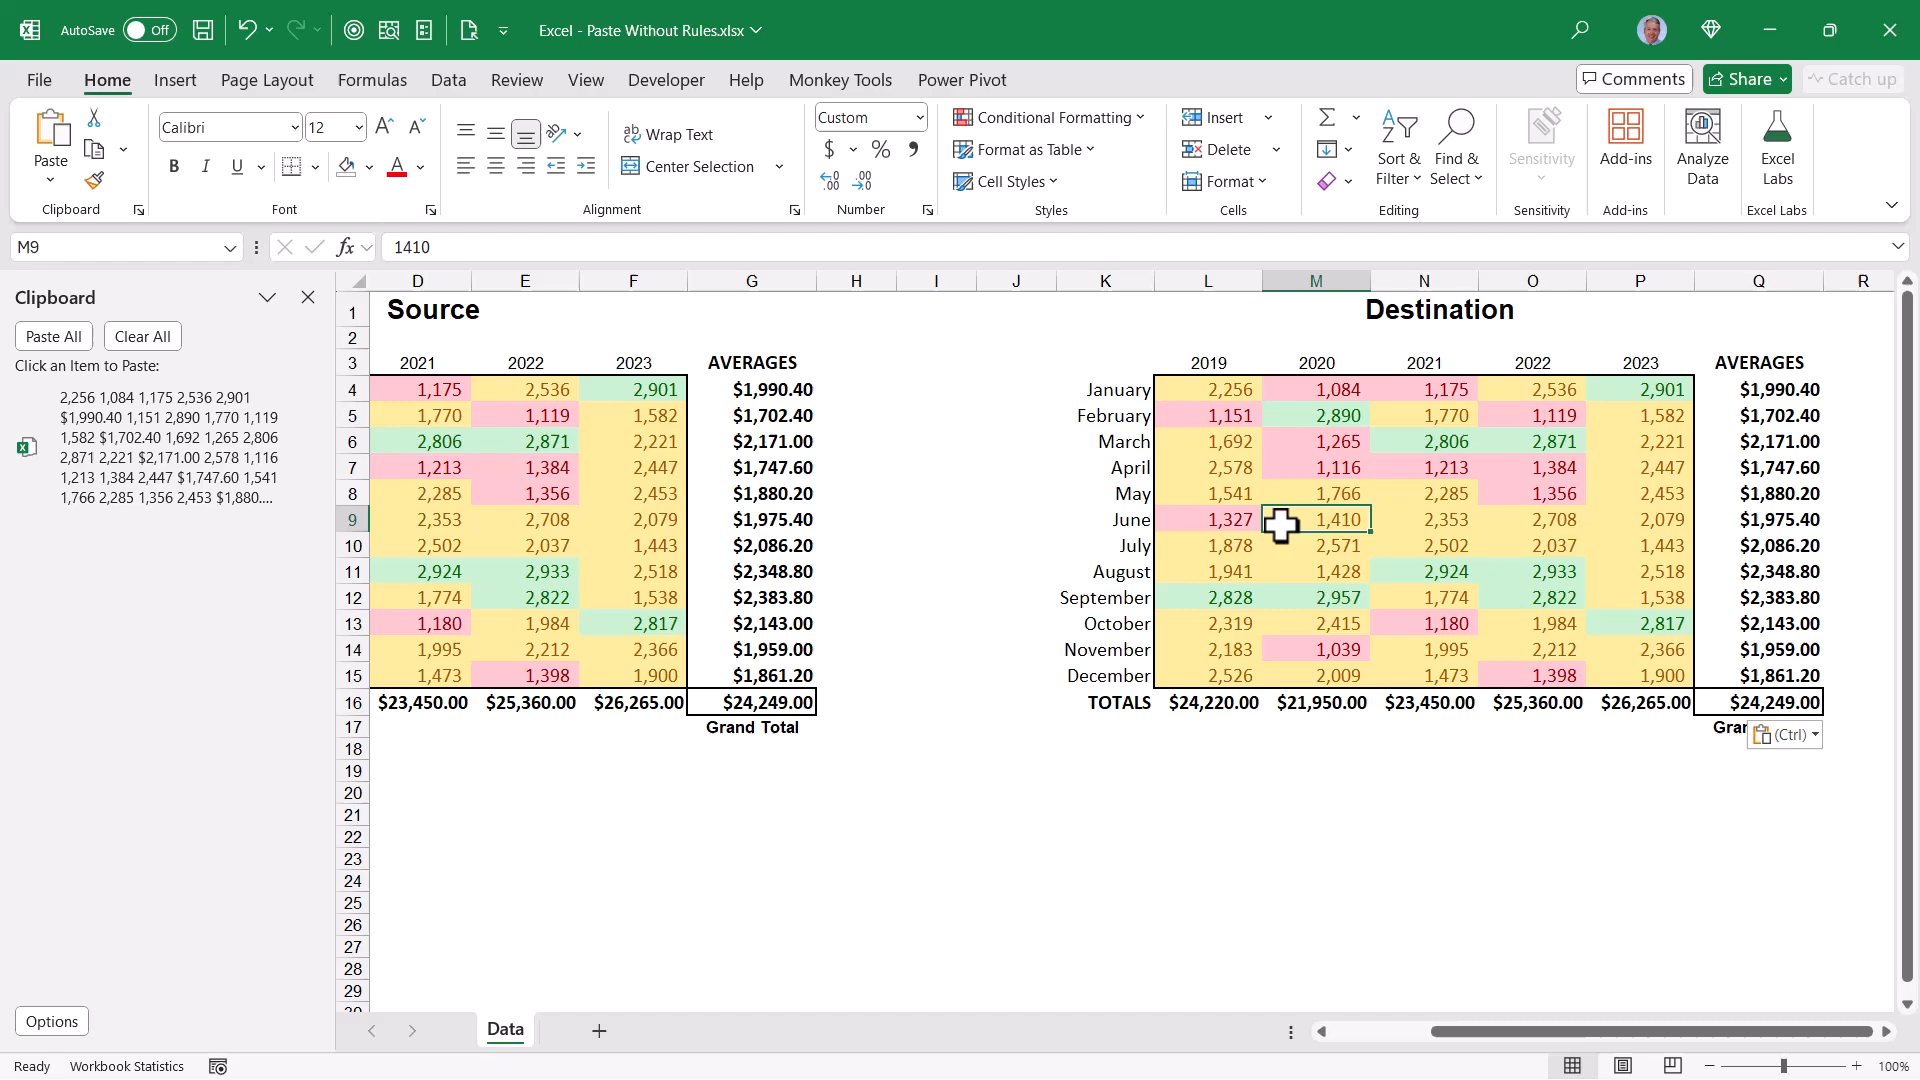 AutoSave Off Excel - Paste Without Rules.xlsx
File Home Insert Page Layout Formulas Data Review View Developer Help Monkey Tools Power Pivot Comments Share Catch up
Paste
Clipboard
Calibri 12
B I U A
Font
Wrap Text
Center Selection
Alignment
Custom
$ %
Number
Conditional Formatting
Format as Table
Cell Styles
Styles
Insert
Delete
Format
Cells
Sort & Filter
Find & Select
Editing
Sensitivity
Sensitivity
Add-ins
Add-ins
Analyze Data
Excel Labs
Excel Labs
M9 fx 1410
Clipboard
Paste All Clear All
Click an Item to Paste:
2,256 1,084 1,175 2,536 2,901
$1,990.40 1,151 2,890 1,770 1,119
1,582 $1,702.40 1,692 1,265 2,806
2,871 2,221 $2,171.00 2,578 1,116
1,213 1,384 2,447 $1,747.60 1,541
1,766 2,285 1,356 2,453 $1,880....
Options
D E F G H I J K L M N O P Q R
1 Source Destination
2
3 2021 2022 2023 AVERAGES 2019 2020 2021 2022 2023 AVERAGES
4 1,175 2,536 2,901 $1,990.40 January 2,256 1,084 1,175 2,536 2,901 $1,990.40
5 1,770 1,119 1,582 $1,702.40 February 1,151 2,890 1,770 1,119 1,582 $1,702.40
6 2,806 2,871 2,221 $2,171.00 March 1,692 1,265 2,806 2,871 2,221 $2,171.00
7 1,213 1,384 2,447 $1,747.60 April 2,578 1,116 1,213 1,384 2,447 $1,747.60
8 2,285 1,356 2,453 $1,880.20 May 1,541 1,766 2,285 1,356 2,453 $1,880.20
9 2,353 2,708 2,079 $1,975.40 June 1,327 1,410 2,353 2,708 2,079 $1,975.40
10 2,502 2,037 1,443 $2,086.20 July 1,878 2,571 2,502 2,037 1,443 $2,086.20
11 2,924 2,933 2,518 $2,348.80 August 1,941 1,428 2,924 2,933 2,518 $2,348.80
12 1,774 2,822 1,538 $2,383.80 September 2,828 2,957 1,774 2,822 1,538 $2,383.80
13 1,180 1,984 2,817 $2,143.00 October 2,319 2,415 1,180 1,984 2,817 $2,143.00
14 1,995 2,212 2,366 $1,959.00 November 2,183 1,039 1,995 2,212 2,366 $1,959.00
15 1,473 1,398 1,900 $1,861.20 December 2,526 2,009 1,473 1,398 1,900 $1,861.20
16 $23,450.00 $25,360.00 $26,265.00 $24,249.00 TOTALS $24,220.00 $21,950.00 $23,450.00 $25,360.00 $26,265.00 $24,249.00
17 Grand Total Grar (Ctrl)
18
19
20
21
22
23
24
25
26
27
28
29
Data
Ready Workbook Statistics 100%